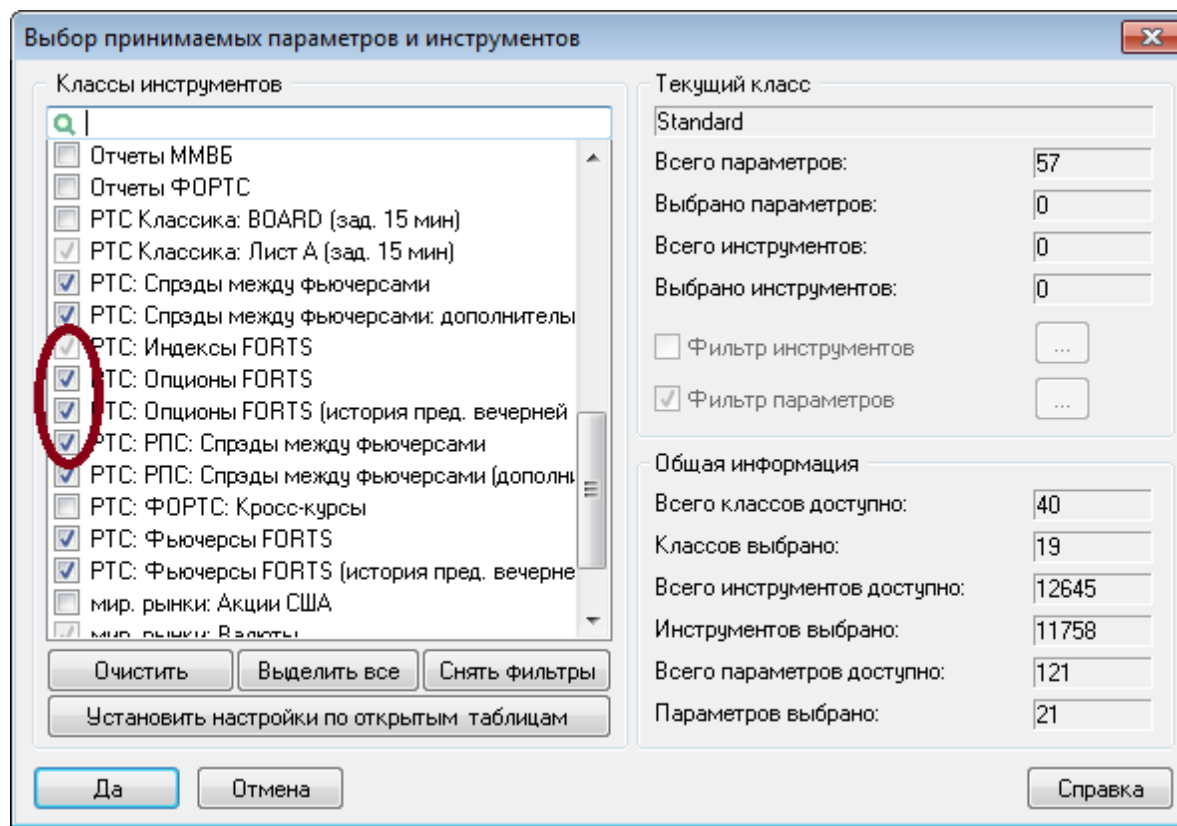 Выбор принимаемых параметров и инструментов
Классы инструментов
Отчеты ММВБ
Отчеты ФОРТС
РТС Классика: BOARD (зад. 15 мин)
РТС Классика: Лист А (зад. 15 мин)
РТС: Спрэды между фьючерсами
РТС: Спрэды между фьючерсами: дополнитель
РТС: Индексы FORTS
РТС: Опционы FORTS
РТС: Опционы FORTS (история пред. вечерней
РТС: РПС: Спрэды между фьючерсами
РТС: РПС: Спрэды между фьючерсами (дополн
РТС: ФОРТС: Кросс-курсы
РТС: Фьючерсы FORTS
РТС: Фьючерсы FORTS (история пред. вечерне
мир. рынки: Акции США
мир. рынки: Валюты
Очистить
Выделить все
Снять фильтры
Установить настройки по открытым таблицам
Текущий класс
Standard
Всего параметров: 57
Выбрано параметров: 0
Всего инструментов: 0
Выбрано инструментов: 0
Фильтр инструментов ...
Фильтр параметров ...
Общая информация
Всего классов доступно: 40
Классов выбрано: 19
Всего инструментов доступно: 12645
Инструментов выбрано: 11758
Всего параметров доступно: 121
Параметров выбрано: 21
Да
Отмена
Справка